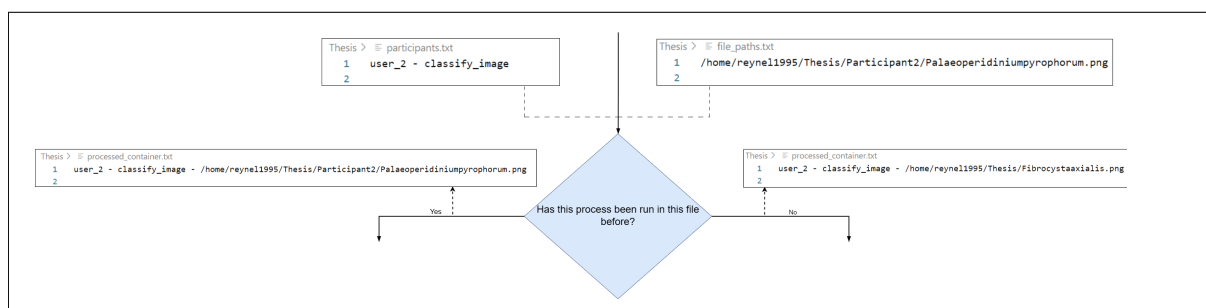 Thesis > participants.txt
1 user_2 - classify_image
2
Thesis > file_paths.txt
1 /home/reynel1995/Thesis/Participant2/Palaeoperidiniumpyrophorum.png
2
Thesis > processed_container.txt
1 user_2 - classify_image - /home/reynel1995/Thesis/Participant2/Palaeoperidiniumpyrophorum.png
2
Thesis > processed_container.txt
1 user_2 - classify_image - /home/reynel1995/Thesis/Fibrocystaaxialis.png
2
Yes
Has this process been run in this file
before?
No